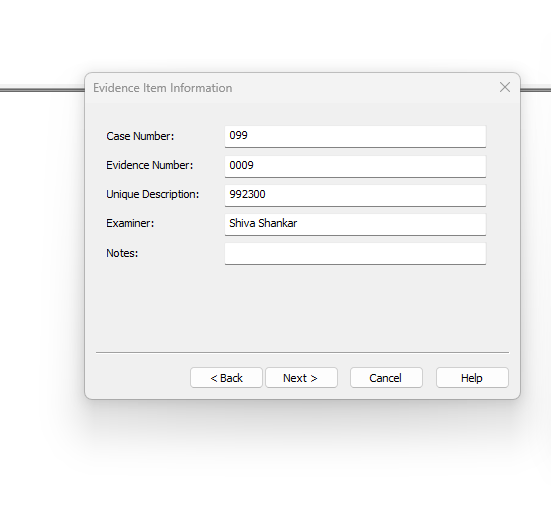 Evidence Item Information
Case Number: 099
Evidence Number: 0009
Unique Description: 992300
Examiner: Shiva Shankar
Notes:
< Back Next > Cancel Help